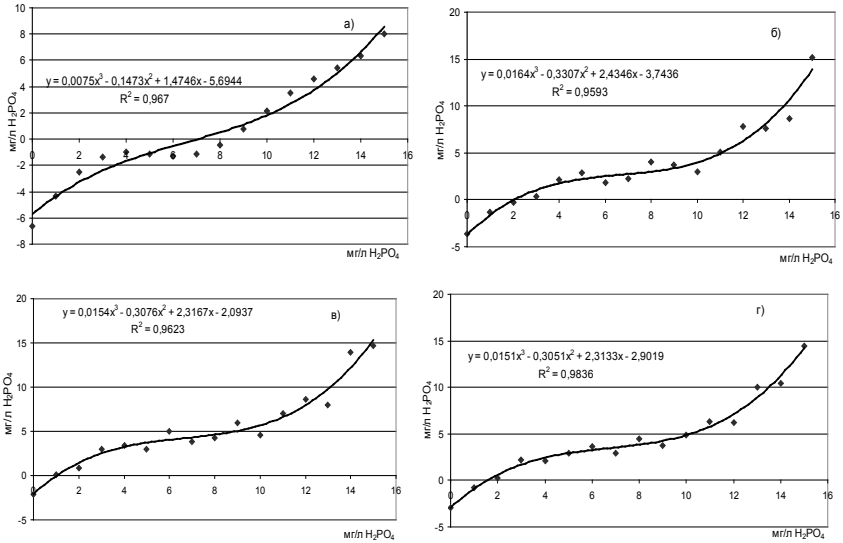 а)
y = 0,0075x³ - 0,1473x² + 1,4746x - 5,6944
R² = 0,967
мг/л H₂PO₄
10
8
6
4
2
0
-2
-4
-6
-8
0 2 4 6 8 10 12 14 16
мг/л H₂PO₄
б)
y = 0,0164x³ - 0,3307x² + 2,4346x - 3,7436
R² = 0,9593
мг/л H₂PO₄
20
15
10
5
0
-5
0 2 4 6 8 10 12 14 16
мг/л H₂PO₄
в)
y = 0,0154x³ - 0,3076x² + 2,3167x - 2,0937
R² = 0,9623
мг/л H₂PO₄
20
15
10
5
0
-5
0 2 4 6 8 10 12 14 16
мг/л H₂PO₄
г)
y = 0,0151x³ - 0,3051x² + 2,3133x - 2,9019
R² = 0,9836
мг/л H₂PO₄
20
15
10
5
0
-5
0 2 4 6 8 10 12 14 16
мг/л H₂PO₄